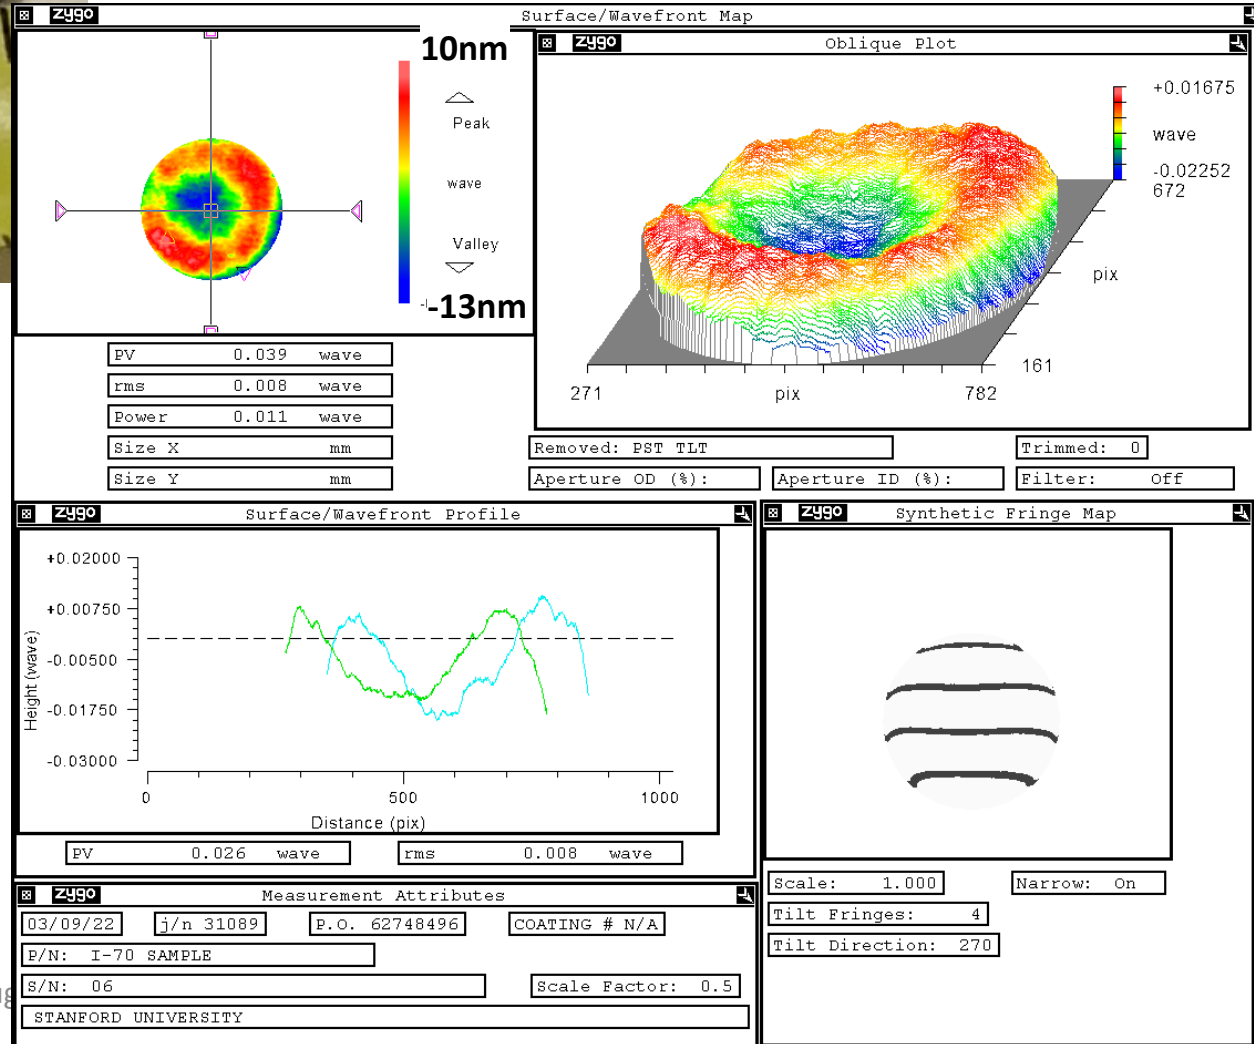 zygo Surface/Wavefront Map
10nm
Peak
wave
Valley
-13nm
zygo Oblique Plot
+0.01675
wave
-0.02252
672
pix
161
271 pix 782
PV 0.039 wave
rms 0.008 wave
Power 0.011 wave
Size X mm
Size Y mm
Removed: PST TLT
Trimmed: 0
Aperture OD (%):
Aperture ID (%):
Filter: Off
zygo Surface/Wavefront Profile
+0.02000
+0.00750
-0.00500
-0.01750
-0.03000
Height (wave)
0 500 1000
Distance (pix)
PV 0.026 wave
rms 0.008 wave
zygo Synthetic Fringe Map
Scale: 1.000
Narrow: On
Tilt Fringes: 4
Tilt Direction: 270
zygo Measurement Attributes
03/09/22
j/n 31089
P.O. 62748496
COATING # N/A
P/N: I-70 SAMPLE
S/N: 06
Scale Factor: 0.5
STANFORD UNIVERSITY